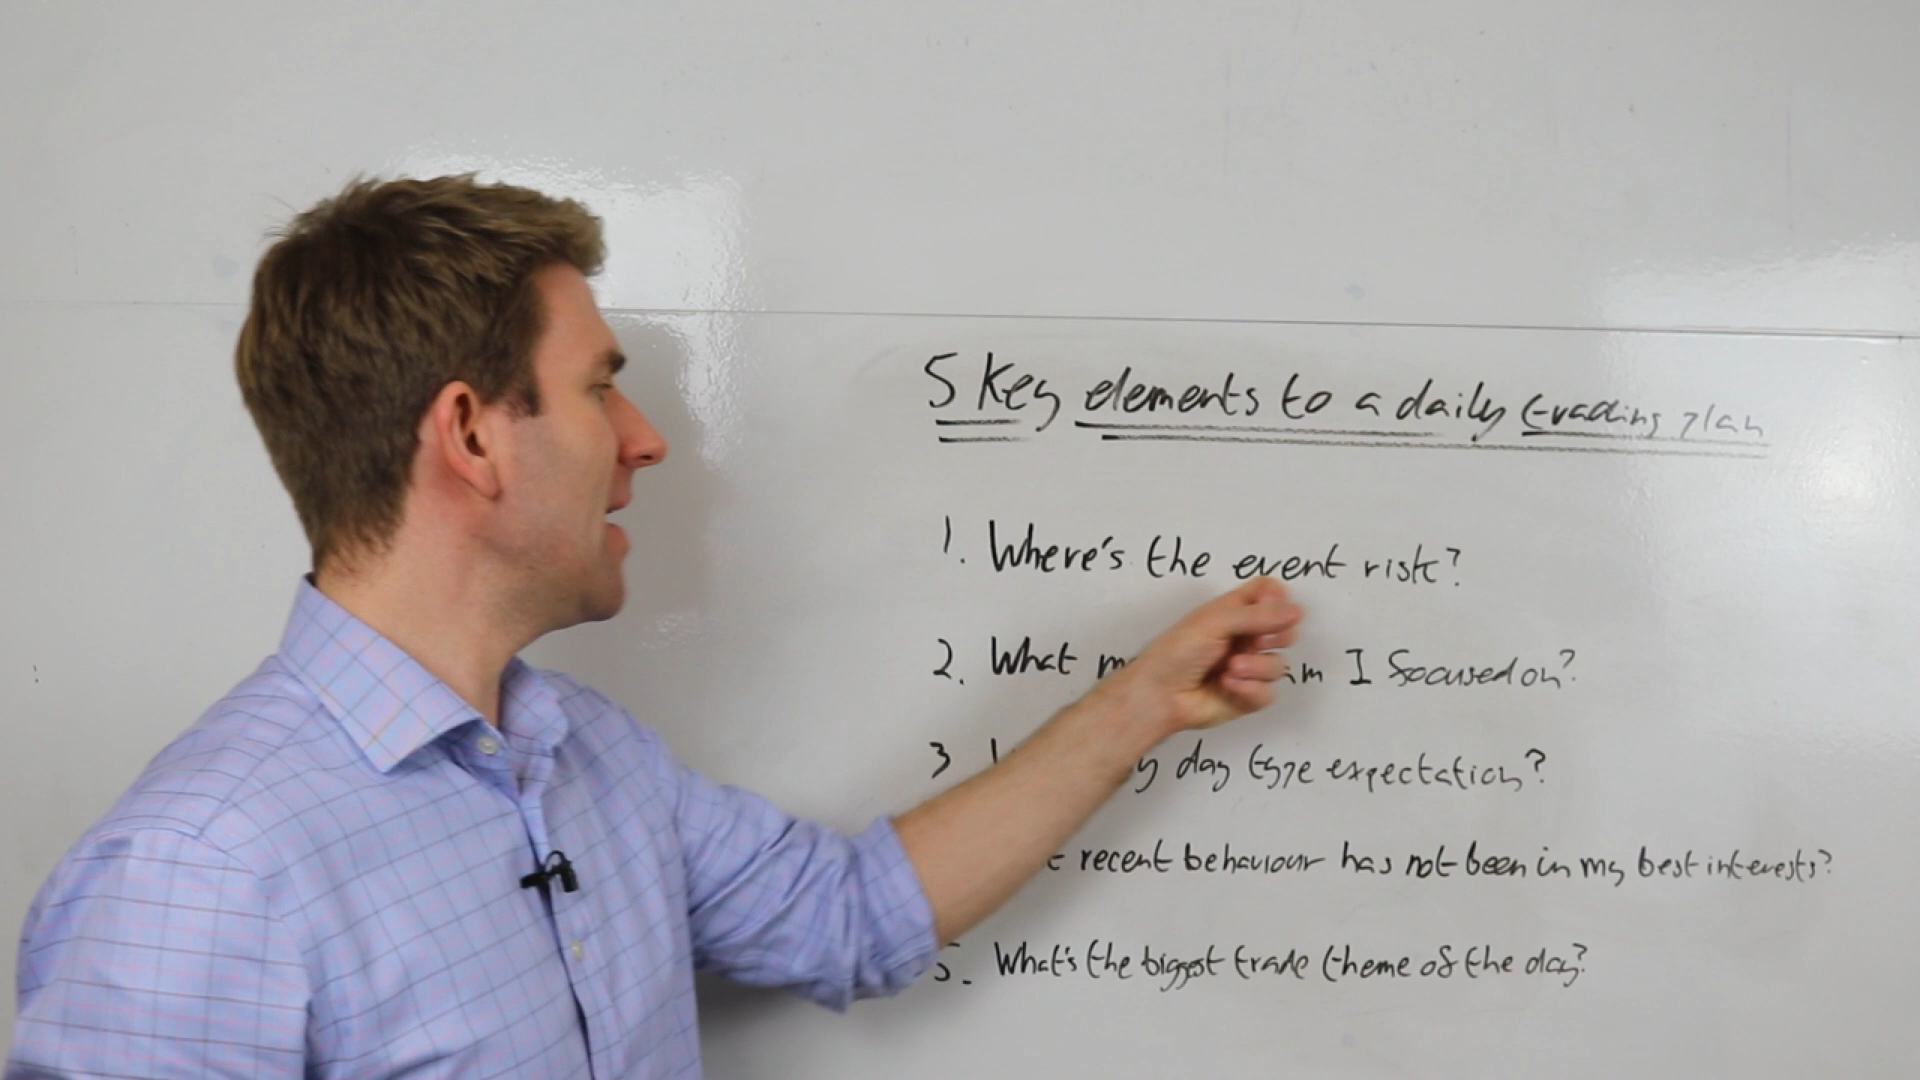 5 Key elements to a daily trading plan
1. Where's the event risk?
2. What am I focused on?
3 day type expectation?
recent behaviour has not been in my best interests?
5. What's the biggest trade theme of the day?